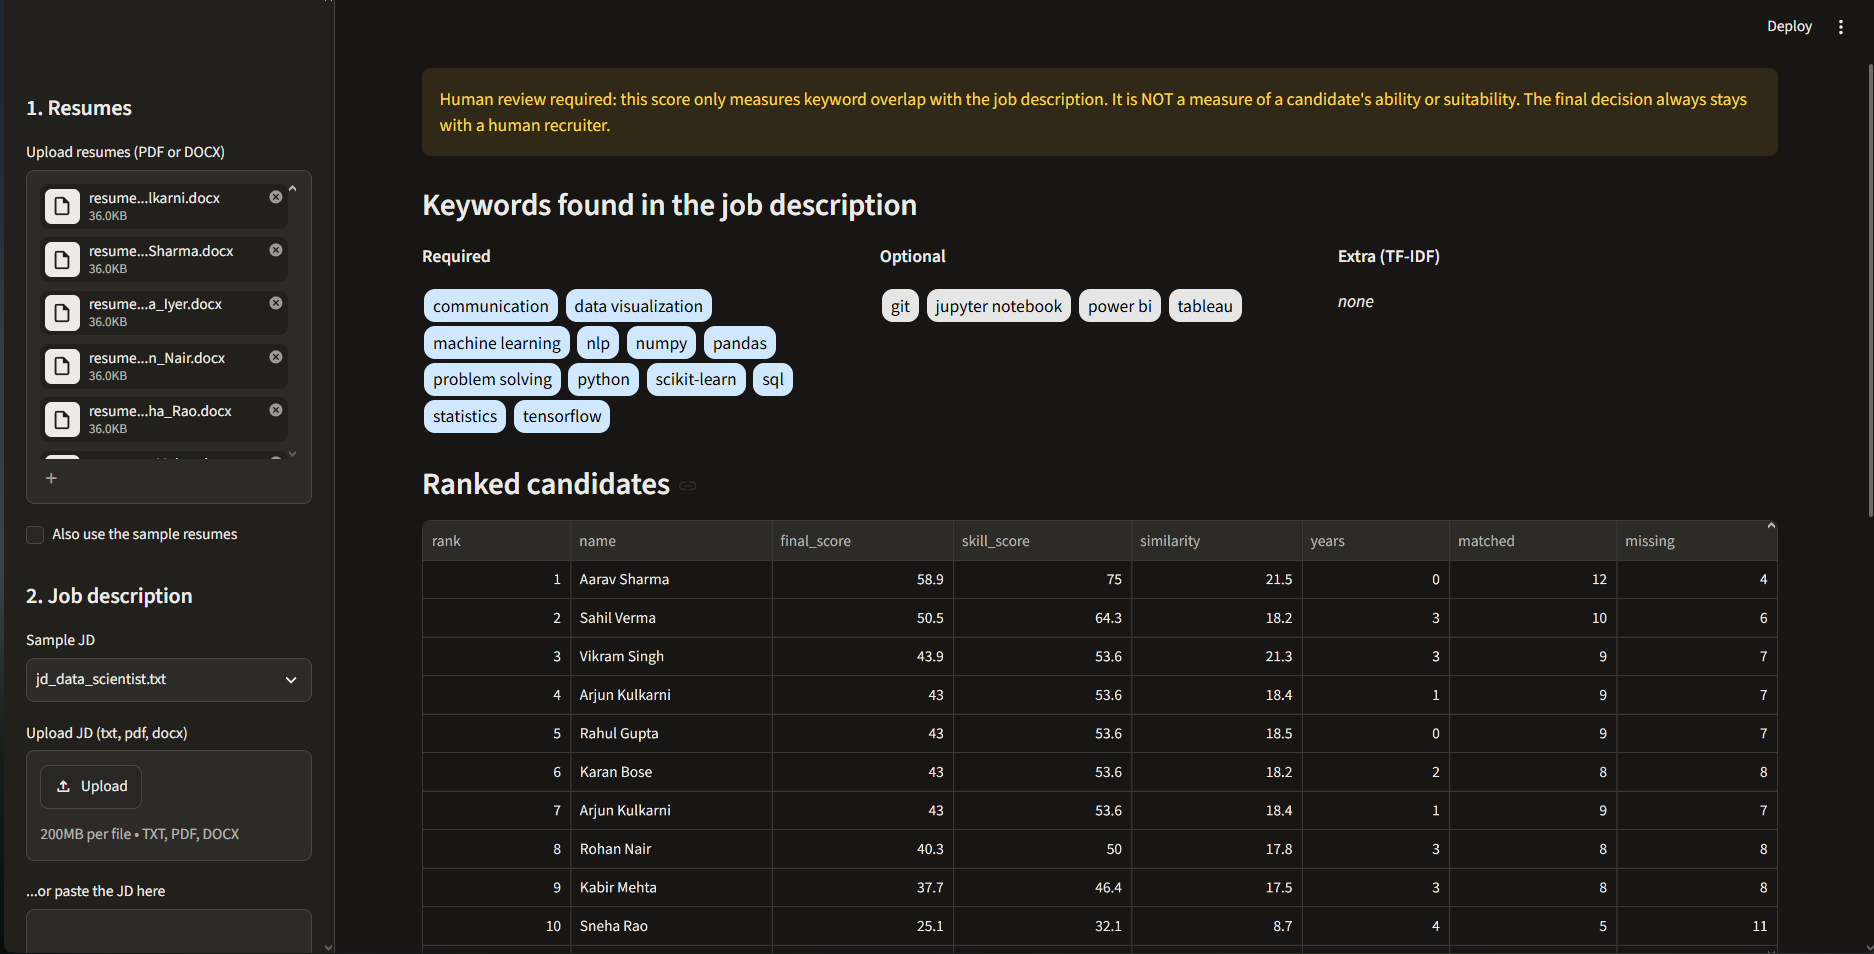 Deploy
1. Resumes
Upload resumes (PDF or DOCX)
resume...lkarni.docx
36.0KB
resume...Sharma.docx
36.0KB
resume...a_Iyer.docx
36.0KB
resume...n_Nair.docx
36.0KB
resume...ha_Rao.docx
36.0KB
Also use the sample resumes
2. Job description
Sample JD
jd_data_scientist.txt
Upload JD (txt, pdf, docx)
Upload
200MB per file • TXT, PDF, DOCX
...or paste the JD here
Human review required: this score only measures keyword overlap with the job description. It is NOT a measure of a candidate's ability or suitability. The final decision always stays
with a human recruiter.
Keywords found in the job description
Required Optional Extra (TF-IDF)
communication data visualization git jupyter notebook power bi tableau none
machine learning nlp numpy pandas
problem solving python scikit-learn sql
statistics tensorflow
Ranked candidates
rank name final_score skill_score similarity years matched missing
1 Aarav Sharma 58.9 75 21.5 0 12 4
2 Sahil Verma 50.5 64.3 18.2 3 10 6
3 Vikram Singh 43.9 53.6 21.3 3 9 7
4 Arjun Kulkarni 43 53.6 18.4 1 9 7
5 Rahul Gupta 43 53.6 18.5 0 9 7
6 Karan Bose 43 53.6 18.2 2 8 8
7 Arjun Kulkarni 43 53.6 18.4 1 9 7
8 Rohan Nair 40.3 50 17.8 3 8 8
9 Kabir Mehta 37.7 46.4 17.5 3 8 8
10 Sneha Rao 25.1 32.1 8.7 4 5 11